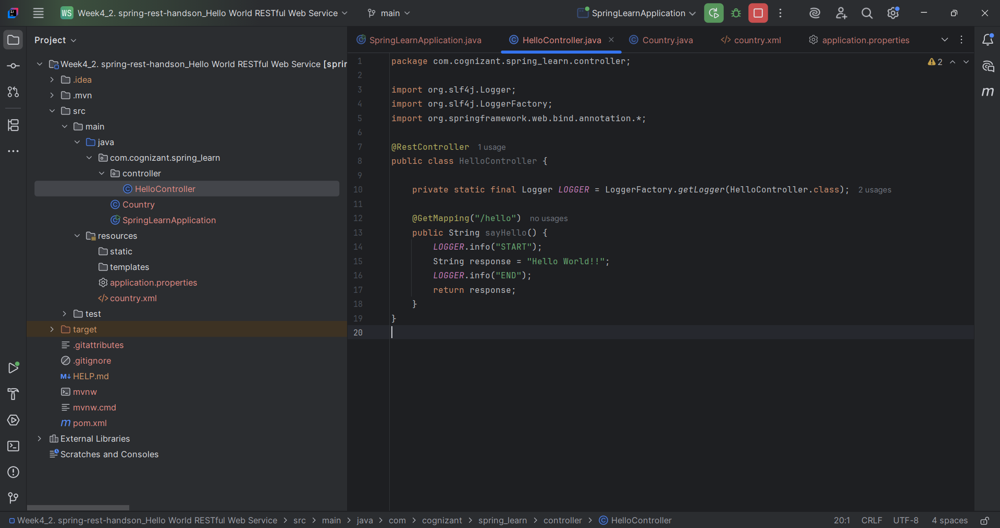 WS Week4_2. spring-rest-handson_Hello World RESTful Web Service main SpringLearnApplication
Project
Week4_2. spring-rest-handson_Hello World RESTful Web Service [sprin
.idea
.mvn
src
main
java
com.cognizant.spring_learn
controller
HelloController
Country
SpringLearnApplication
resources
static
templates
application.properties
country.xml
test
target
.gitattributes
.gitignore
M↓ HELP.md
mvnw
mvnw.cmd
m pom.xml
External Libraries
Scratches and Consoles
SpringLearnApplication.java HelloController.java Country.java country.xml application.properties
1 package com.cognizant.spring_learn.controller;
2
3 import org.slf4j.Logger;
4 import org.slf4j.LoggerFactory;
5 import org.springframework.web.bind.annotation.*;
6
7 @RestController 1 usage
8 public class HelloController {
9
10 private static final Logger LOGGER = LoggerFactory.getLogger(HelloController.class); 2 usages
11
12 @GetMapping("/hello") no usages
13 public String sayHello() {
14 LOGGER.info("START");
15 String response = "Hello World!!";
16 LOGGER.info("END");
17 return response;
18 }
19 }
20
2
m
Week4_2. spring-rest-handson_Hello World RESTful Web Service > src > main > java > com > cognizant > spring_learn > controller > HelloController 20:1 CRLF UTF-8 4 spaces